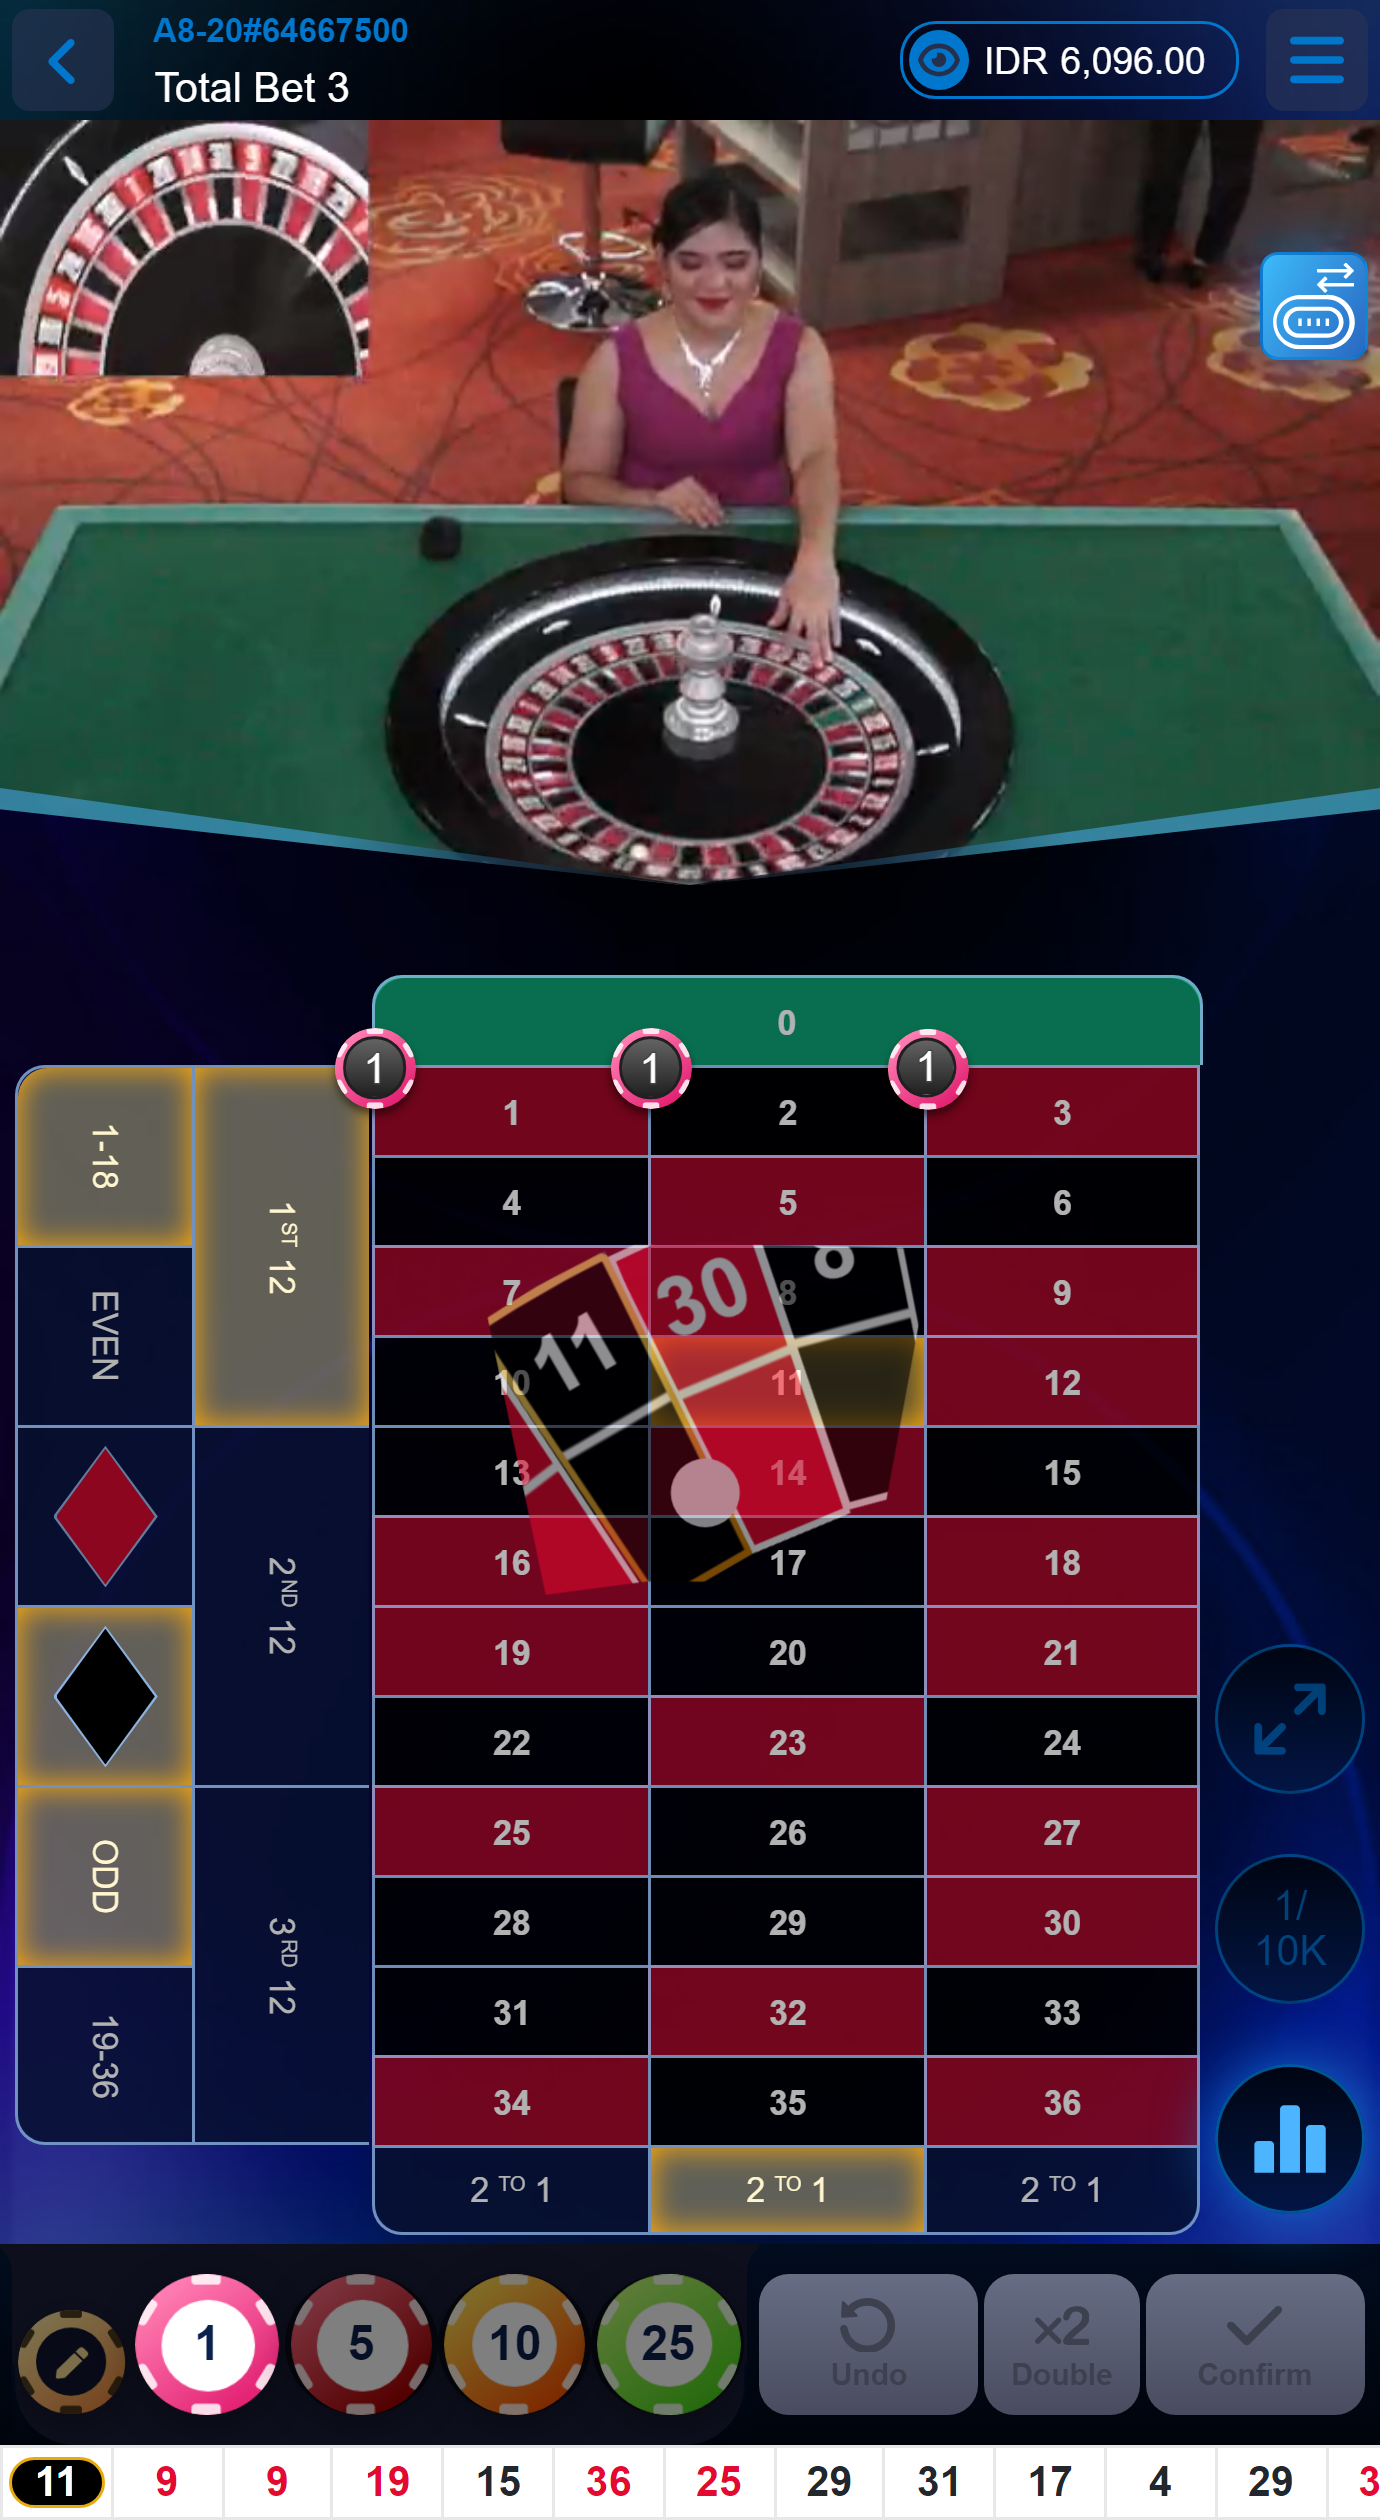 A8-20#64667500
Total Bet 3
IDR 6,096.00
0
1 1 1
1 2 3
4 5 6
7 8 9
10 11 12
13 14 15
16 17 18
19 20 21
22 23 24
25 26 27
28 29 30
31 32 33
34 35 36
2 TO 1 2 TO 1 2 TO 1
1-18
EVEN
ODD
19-36
1ST 12
2ND 12
3RD 12
11 30 8
1/
10K
1 5 10 25
Undo
x2
Double
Confirm
11 9 9 19 15 36 25 29 31 17 4 29 3